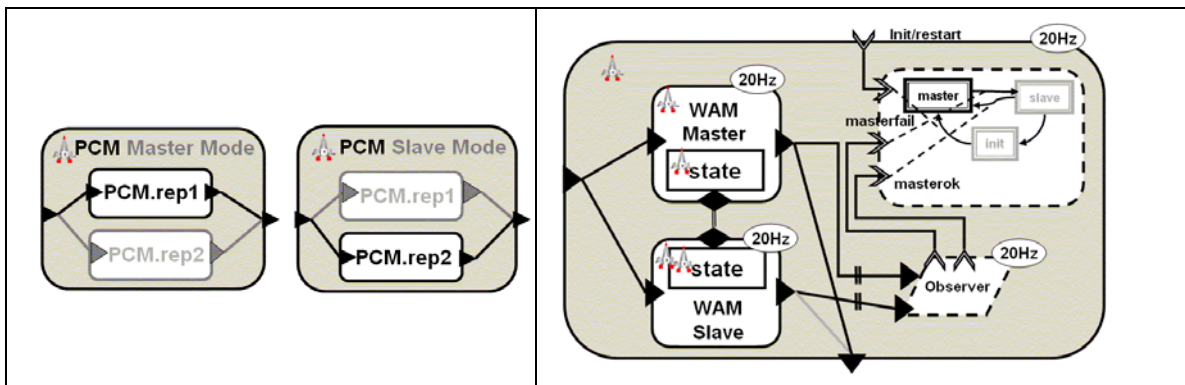 PCM Master Mode
PCM.rep1
PCM.rep2
PCM Slave Mode
PCM.rep1
PCM.rep2
Init/restart
20Hz
20Hz
WAM
Master
state
masterfail
master
slave
init
masterok
20Hz
state
WAM
Slave
20Hz
Observer